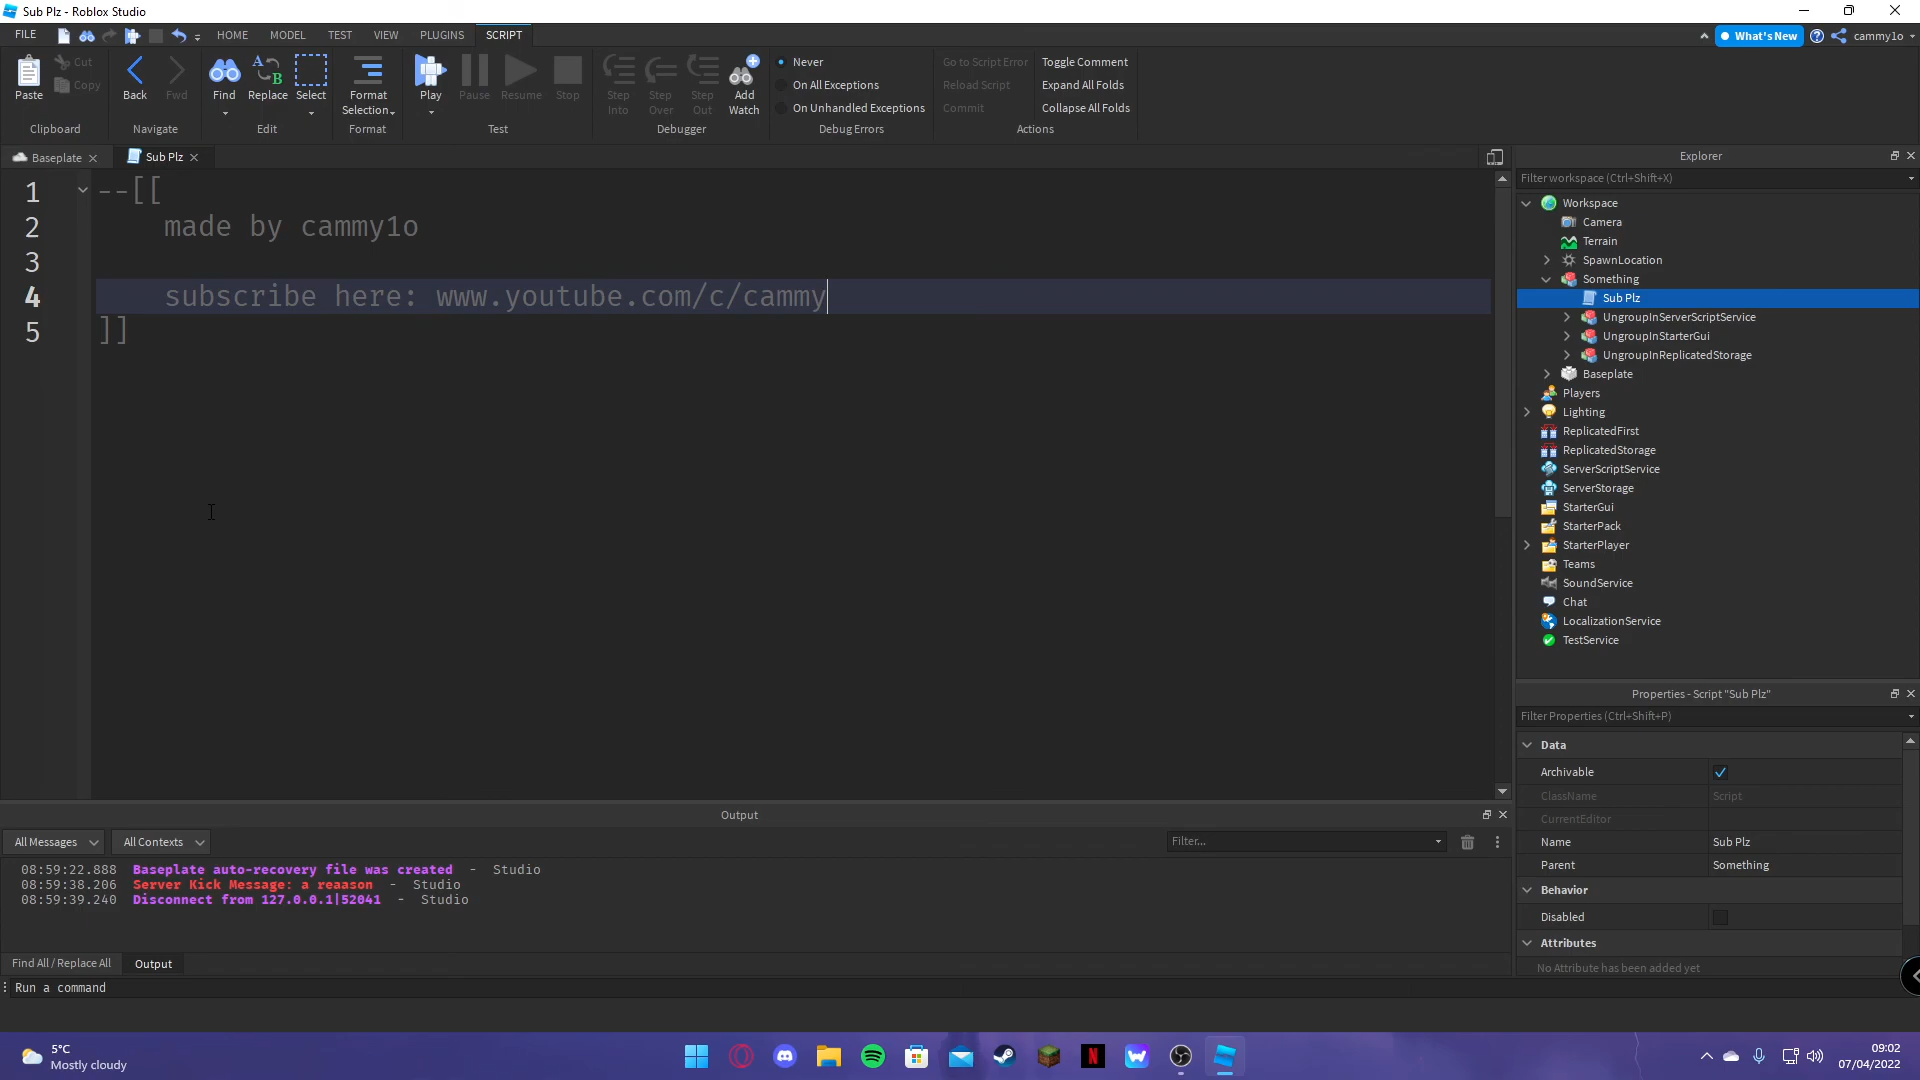 Sub Plz - Roblox Studio
FILE HOME MODEL TEST VIEW PLUGINS SCRIPT What's New cammy1o
Paste Cut Copy Back Fwd Find Replace Select Format Selection Play Pause Resume Stop Step Into Step Over Step Out Add Watch
Never Go to Script Error Toggle Comment
On All Exceptions Reload Script Expand All Folds
On Unhandled Exceptions Commit Collapse All Folds
Clipboard Navigate Edit Format Test Debugger Debug Errors Actions
Baseplate Sub Plz
1 --[[
2 made by cammy1o
3
4 subscribe here: www.youtube.com/c/cammy
5 ]]
Explorer
Filter workspace (Ctrl+Shift+X)
Workspace
Camera
Terrain
SpawnLocation
Something
Sub Plz
UngroupInServerScriptService
UngroupInStarterGui
UngroupInReplicatedStorage
Baseplate
Players
Lighting
ReplicatedFirst
ReplicatedStorage
ServerScriptService
ServerStorage
StarterGui
StarterPack
StarterPlayer
Teams
SoundService
Chat
LocalizationService
TestService
Properties - Script "Sub Plz"
Filter Properties (Ctrl+Shift+P)
Data
Archivable
ClassName Script
CurrentEditor
Name Sub Plz
Parent Something
Behavior
Disabled
Attributes
No Attribute has been added yet
Output
All Messages All Contexts Filter...
08:59:22.888 Baseplate auto-recovery file was created - Studio
08:59:38.206 Server Kick Message: a reaason - Studio
08:59:39.240 Disconnect from 127.0.0.1|52041 - Studio
Find All / Replace All Output
Run a command
5°C
Mostly cloudy
09:02
07/04/2022